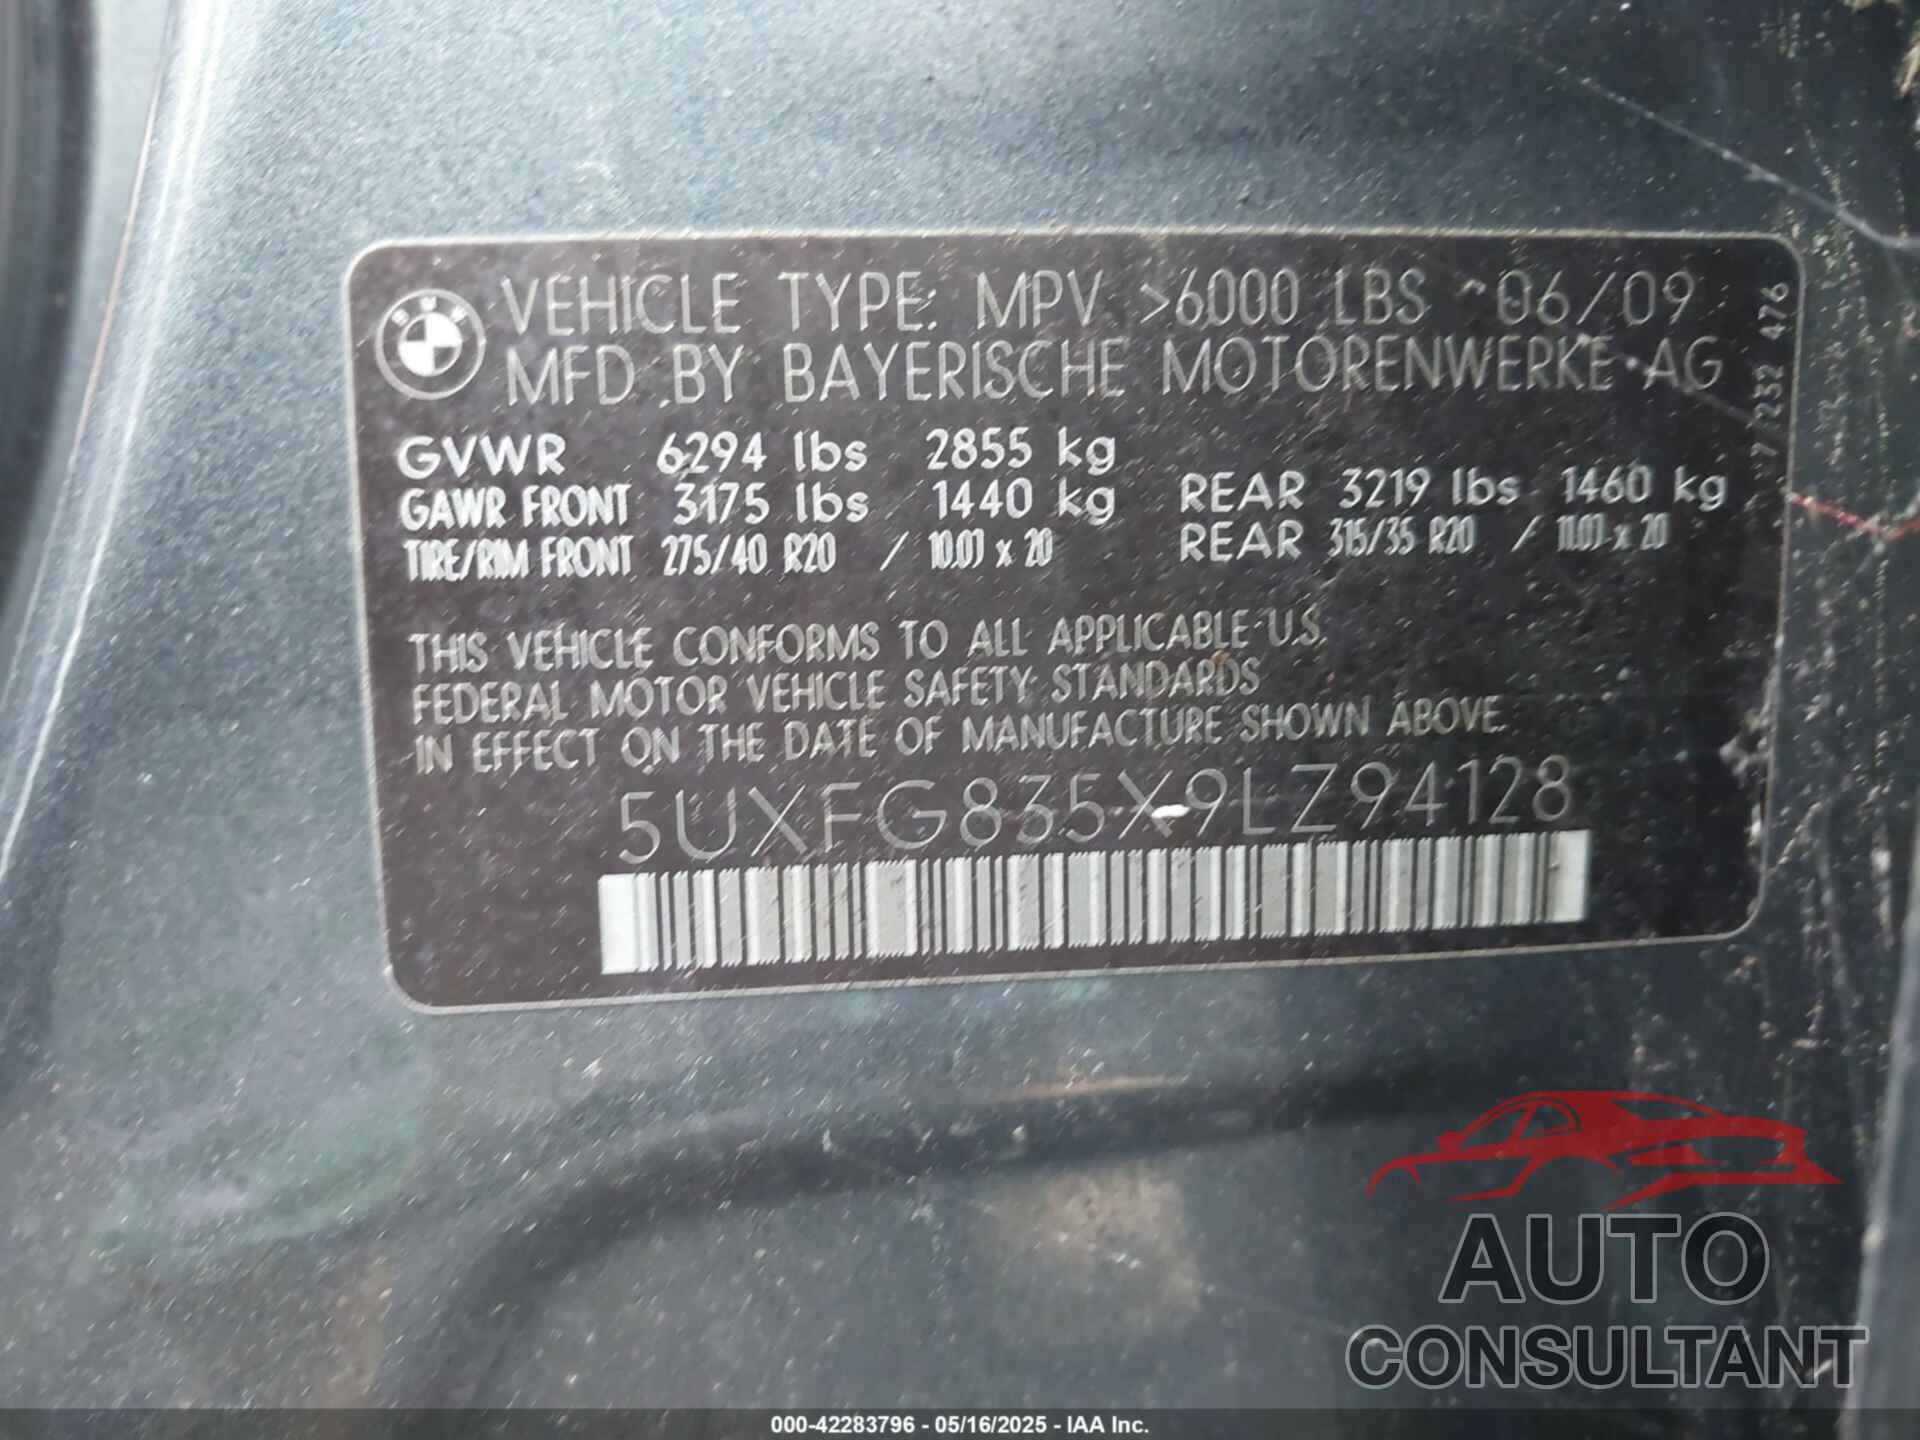 BMW
VEHICLE TYPE: MPV >6000 LBS 06/09
MFD BY BAYERISCHE MOTORENWERKE AG
7 232 476
GVWR 6294 lbs 2855 kg
GAWR FRONT 3175 lbs 1440 kg REAR 3219 lbs 1460 kg
TIRE/RIM FRONT 275/40 R20 / 10.0J x 20 REAR 315/35 R20 / 11.0J x 20
THIS VEHICLE CONFORMS TO ALL APPLICABLE U.S.
FEDERAL MOTOR VEHICLE SAFETY STANDARDS
IN EFFECT ON THE DATE OF MANUFACTURE SHOWN ABOVE.
5UXFG835X9LZ94128
AUTO
CONSULTANT
000-42283796 - 05/16/2025 - IAA Inc.